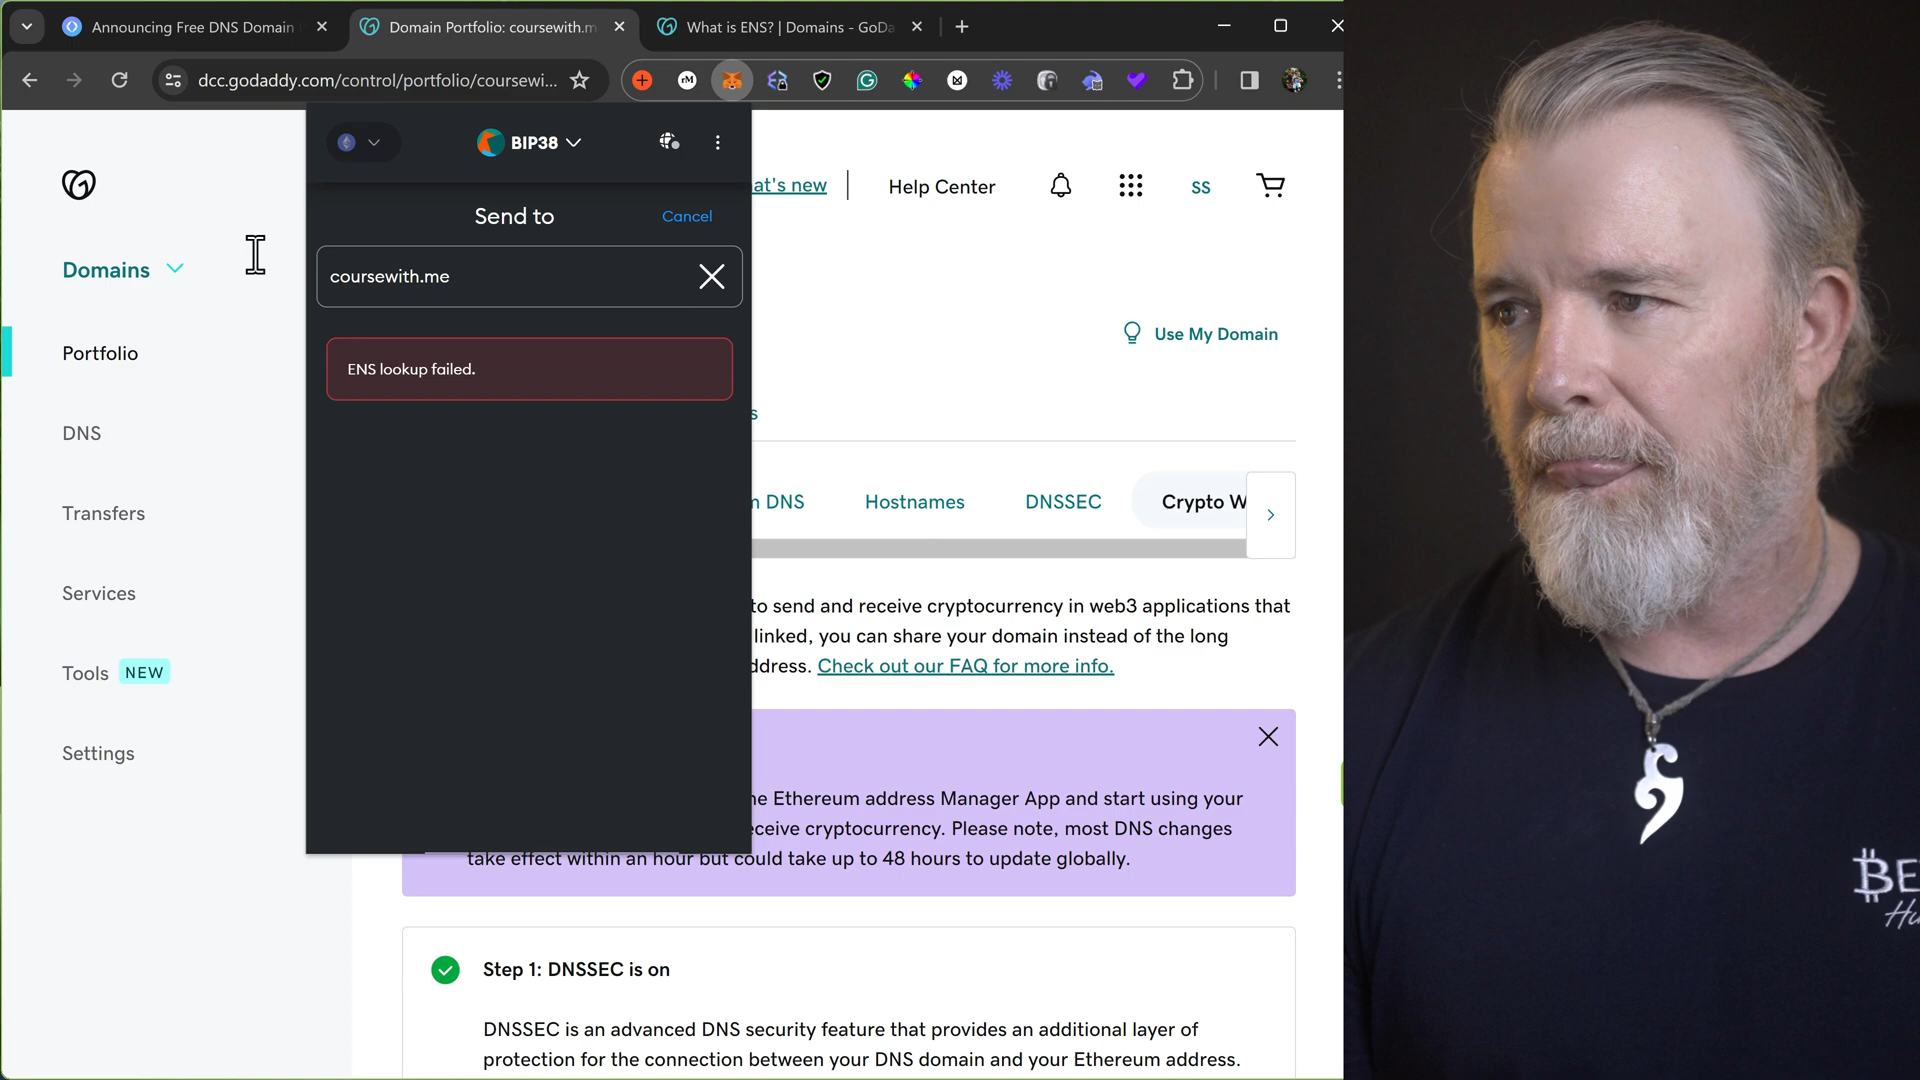 Announcing Free DNS Domain
Domain Portfolio: coursewith.m
What is ENS? | Domains - GoDa
dcc.godaddy.com/control/portfolio/coursewi...
rM
BIP38
Send to
Cancel
coursewith.me
ENS lookup failed.
at's new
Help Center
SS
Domains
Portfolio
DNS
Transfers
Services
Tools NEW
Settings
Use My Domain
s
DNS
Hostnames
DNSSEC
Crypto W
to send and receive cryptocurrency in web3 applications that
linked, you can share your domain instead of the long
ddress. Check out our FAQ for more info.
he Ethereum address Manager App and start using your
eceive cryptocurrency. Please note, most DNS changes
take effect within an hour but could take up to 48 hours to update globally.
Step 1: DNSSEC is on
DNSSEC is an advanced DNS security feature that provides an additional layer of
protection for the connection between your DNS domain and your Ethereum address.
₿E
Hu